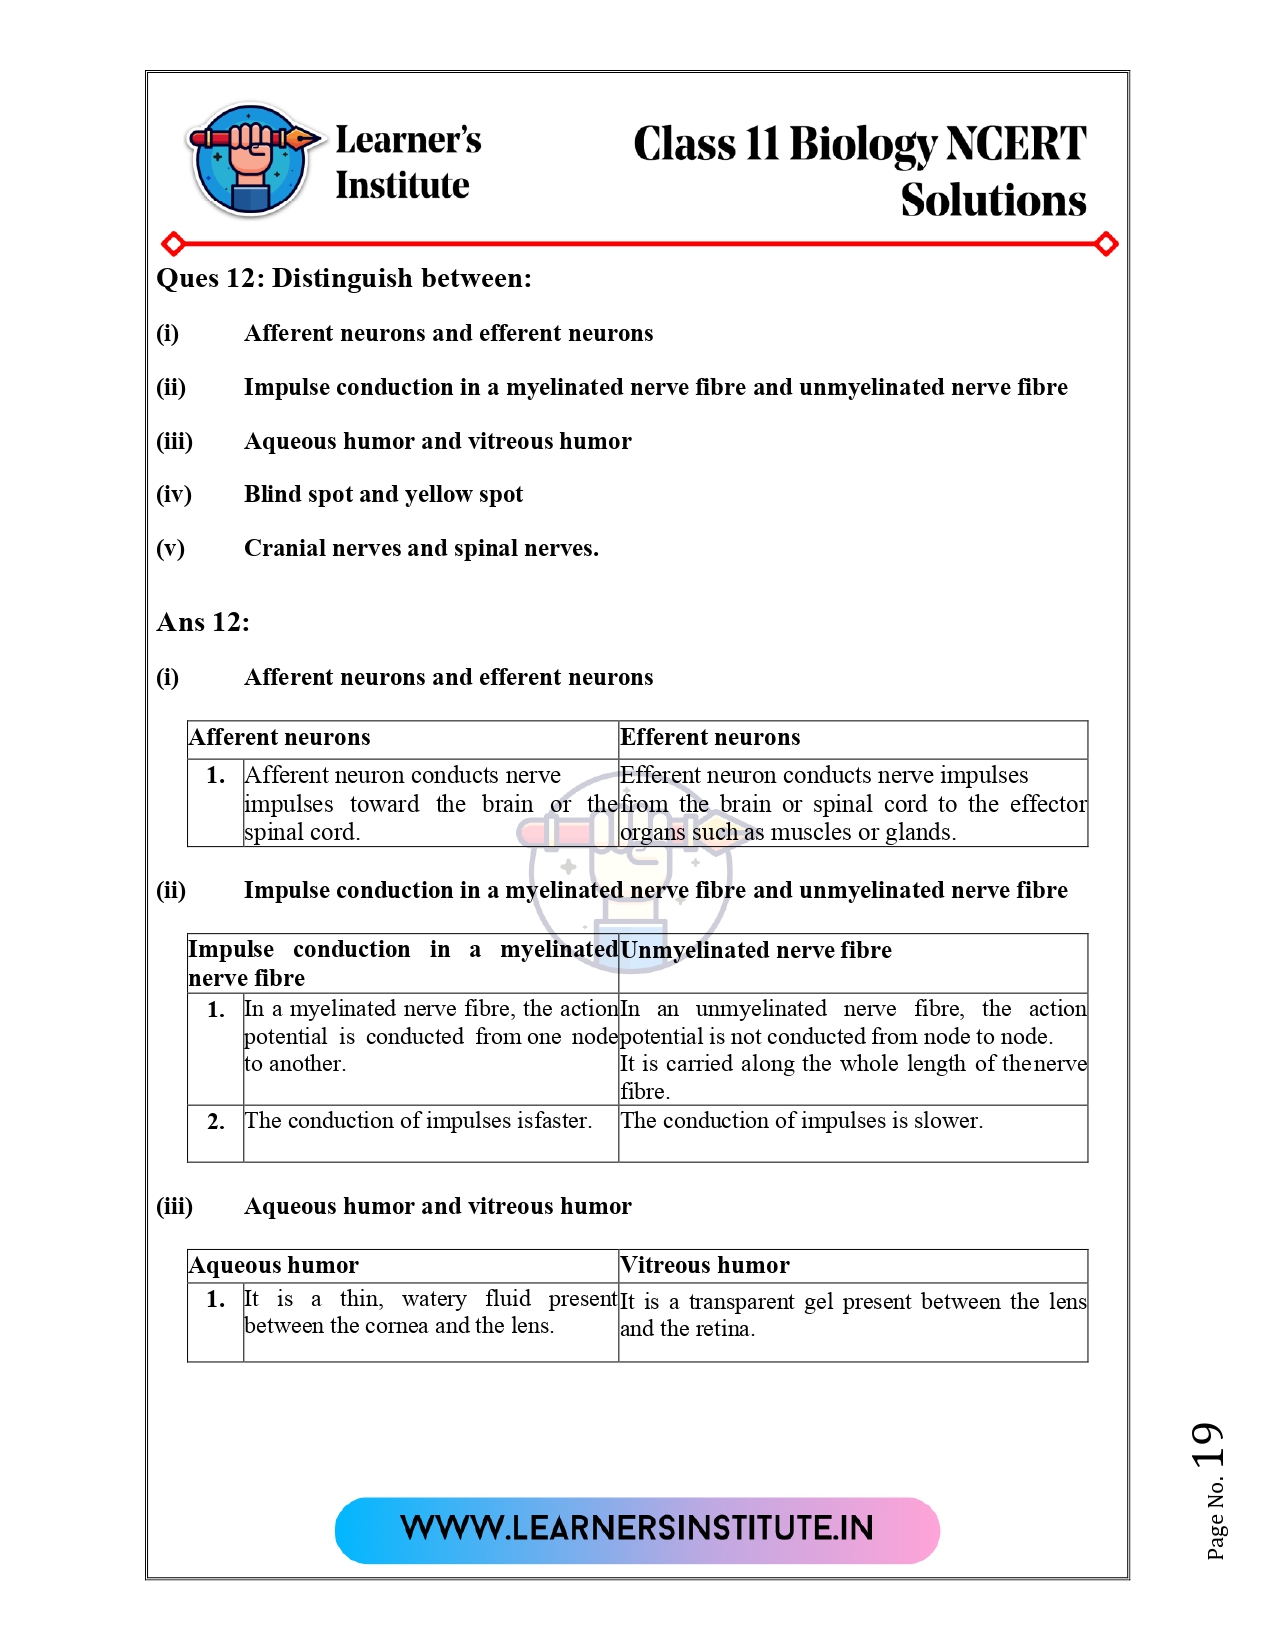 Learner's
Institute
Class 11 Biology NCERT
Solutions
Ques 12: Distinguish between:
(i) Afferent neurons and efferent neurons
(ii) Impulse conduction in a myelinated nerve fibre and unmyelinated nerve fibre
(iii) Aqueous humor and vitreous humor
(iv) Blind spot and yellow spot
(v) Cranial nerves and spinal nerves.
Ans 12:
(i) Afferent neurons and efferent neurons
Afferent neurons
Efferent neurons
1. Afferent neuron conducts nerve
impulses toward the brain or the
spinal cord.
Efferent neuron conducts nerve impulses
from the brain or spinal cord to the effector
organs such as muscles or glands.
(ii) Impulse conduction in a myelinated nerve fibre and unmyelinated nerve fibre
Impulse conduction in a myelinated
nerve fibre
Unmyelinated nerve fibre
1. In a myelinated nerve fibre, the action
potential is conducted from one node
to another.
In an unmyelinated nerve fibre, the action
potential is not conducted from node to node.
It is carried along the whole length of thenerve
fibre.
2. The conduction of impulses isfaster.
The conduction of impulses is slower.
(iii) Aqueous humor and vitreous humor
Aqueous humor
Vitreous humor
1. It is a thin, watery fluid present
between the cornea and the lens.
It is a transparent gel present between the lens
and the retina.
Page No. 19
WWW.LEARNERSINSTITUTE.IN